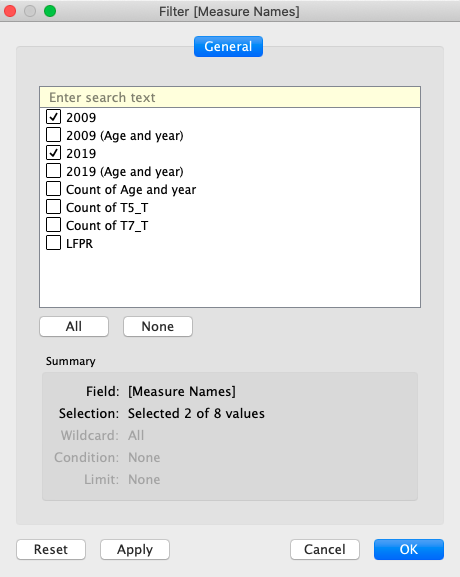 Filter [Measure Names]
General
Enter search text
2009
2009 (Age and year)
2019
2019 (Age and year)
Count of Age and year
Count of T5_T
Count of T7_T
LFPR
All None
Summary
Field: [Measure Names]
Selection: Selected 2 of 8 values
Wildcard: All
Condition: None
Limit: None
Reset Apply Cancel OK